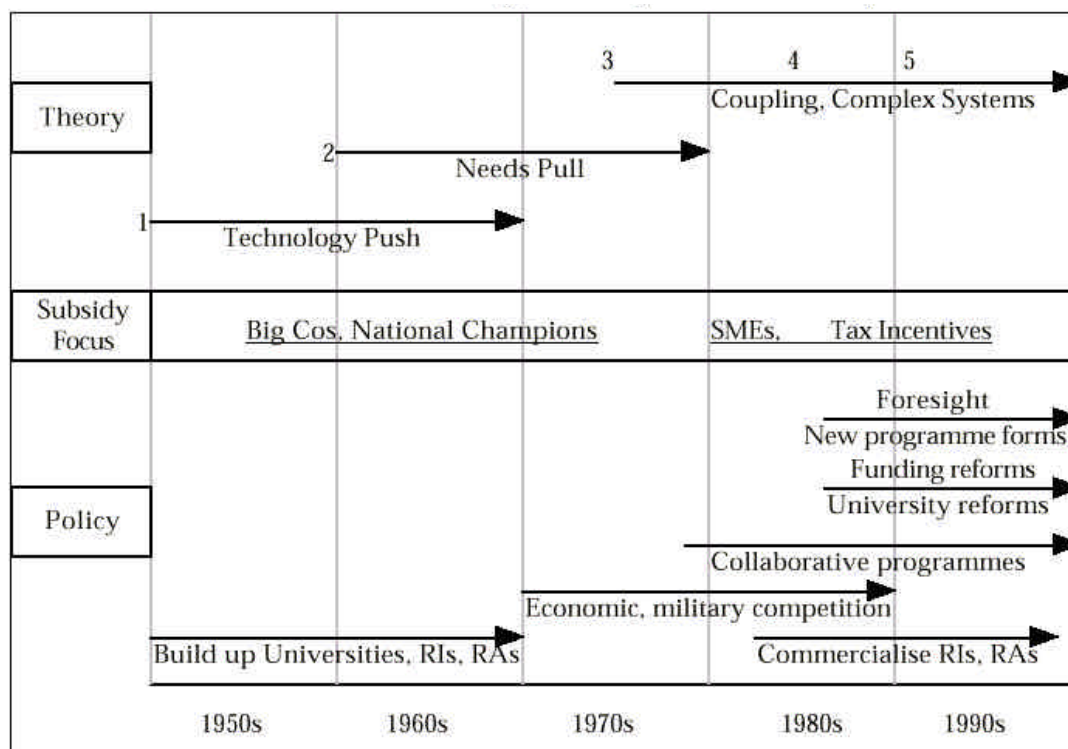 3 4 5
Theory
Coupling, Complex Systems
2
Needs Pull
1
Technology Push
Subsidy
Focus
Big Cos, National Champions
SMEs, Tax Incentives
Foresight
New programme forms
Funding reforms
University reforms
Policy
Collaborative programmes
Economic, military competition
Build up Universities, RIs, RAs
Commercialise RIs, RAs
1950s 1960s 1970s 1980s 1990s